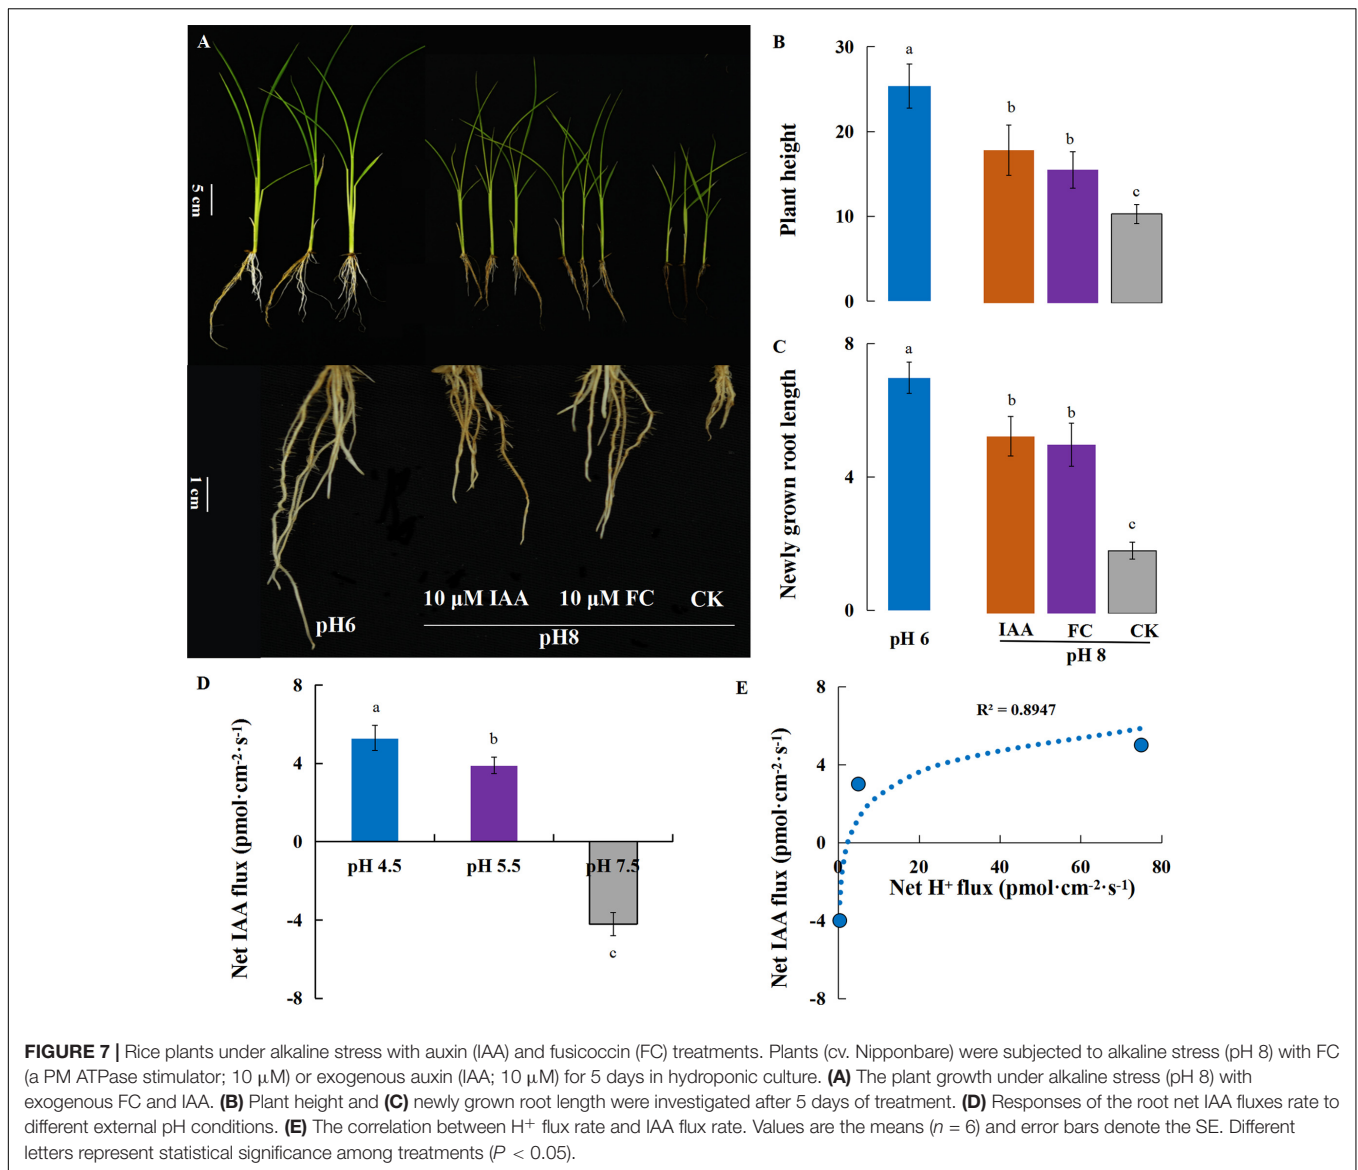 A
5 cm
1 cm
pH6
10 μM IAA
10 μM FC
CK
pH8
B
Plant height
30
20
10
0
a
b
b
c
C
Newly grown root length
8
4
0
a
b
b
c
pH 6
IAA
FC
CK
pH 8
D
Net IAA flux (pmol·cm-2·s-1)
8
4
0
-4
-8
a
b
c
pH 4.5
pH 5.5
pH 7.5
E
Net IAA flux (pmol·cm-2·s-1)
8
4
0
-4
-8
R² = 0.8947
0
20
40
60
80
Net H+ flux (pmol·cm-2·s-1)
FIGURE 7 | Rice plants under alkaline stress with auxin (IAA) and fusicoccin (FC) treatments. Plants (cv. Nipponbare) were subjected to alkaline stress (pH 8) with FC
(a PM ATPase stimulator; 10 μM) or exogenous auxin (IAA; 10 μM) for 5 days in hydroponic culture. (A) The plant growth under alkaline stress (pH 8) with
exogenous FC and IAA. (B) Plant height and (C) newly grown root length were investigated after 5 days of treatment. (D) Responses of the root net IAA fluxes rate to
different external pH conditions. (E) The correlation between H+ flux rate and IAA flux rate. Values are the means (n = 6) and error bars denote the SE. Different
letters represent statistical significance among treatments (P < 0.05).